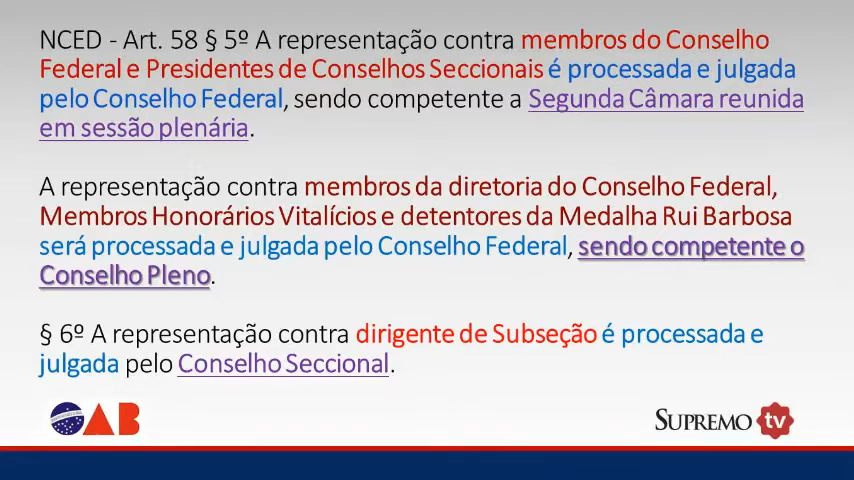 NCED - Art. 58 § 5º A representação contra membros do Conselho
Federal e Presidentes de Conselhos Seccionais é processada e julgada
pelo Conselho Federal, sendo competente a Segunda Câmara reunida
em sessão plenária.
A representação contra membros da diretoria do Conselho Federal,
Membros Honorários Vitalícios e detentores da Medalha Rui Barbosa
será processada e julgada pelo Conselho Federal, sendo competente o
Conselho Pleno.
§ 6º A representação contra dirigente de Subseção é processada e
julgada pelo Conselho Seccional.
OAB
SUPREMO tv